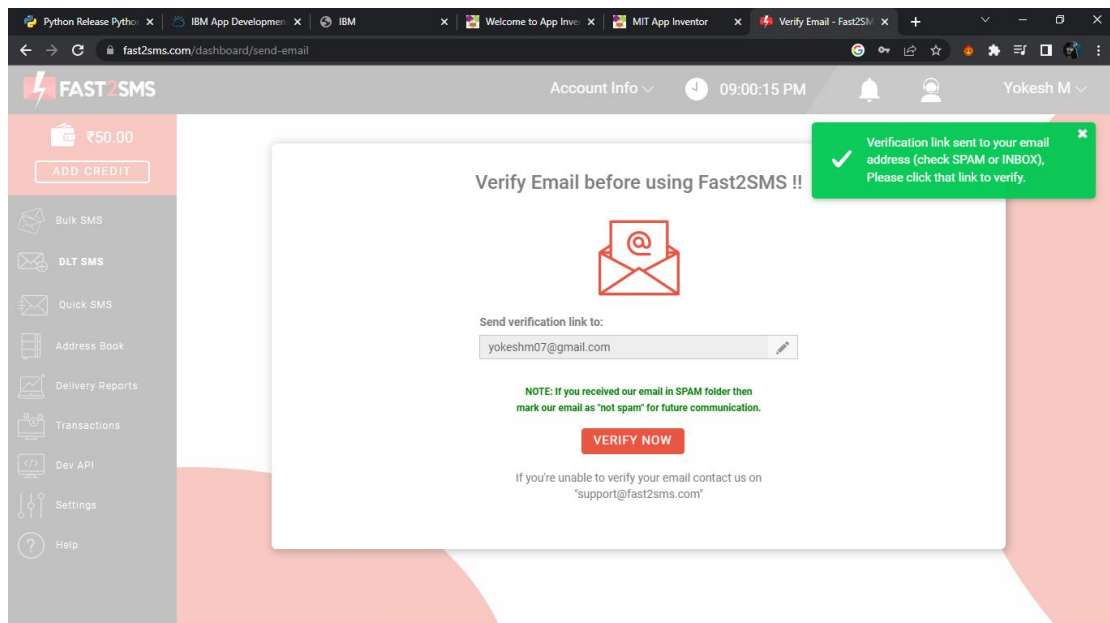 Python Release Pytho
IBM App Developmen
IBM
Welcome to App Inve
MIT App Inventor
Verify Email - Fast2SM
fast2sms.com/dashboard/send-email
FAST2SMS
Account Info
09:00:15 PM
Yokesh M
₹50.00
ADD CREDIT
Bulk SMS
DLT SMS
Quick SMS
Address Book
Delivery Reports
Transactions
Dev API
Settings
Help
Verification link sent to your email
address (check SPAM or INBOX),
Please click that link to verify.
Verify Email before using Fast2SMS !!
Send verification link to:
yokeshm07@gmail.com
NOTE: If you received our email in SPAM folder then
mark our email as "not spam" for future communication.
VERIFY NOW
If you're unable to verify your email contact us on
"support@fast2sms.com"